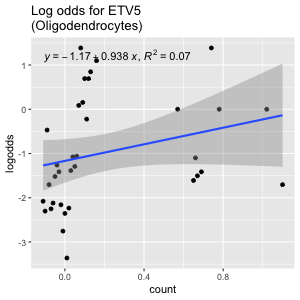 Log odds for ETV5
(Oligodendrocytes)
y = −1.17 + 0.938 x, R² = 0.07
1
0
-1
-2
-3
logodds
0.0 0.4 0.8
count